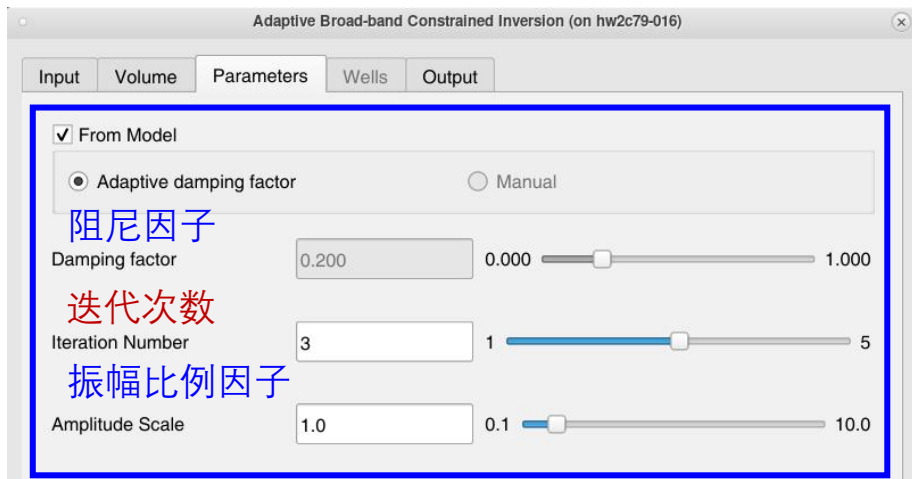 Adaptive Broad-band Constrained Inversion (on hw2c79-016)
Input Volume Parameters Wells Output
From Model
Adaptive damping factor Manual
阻尼因子
Damping factor 0.200 0.000 1.000
迭代次数
Iteration Number 3 1 5
振幅比例因子
Amplitude Scale 1.0 0.1 10.0